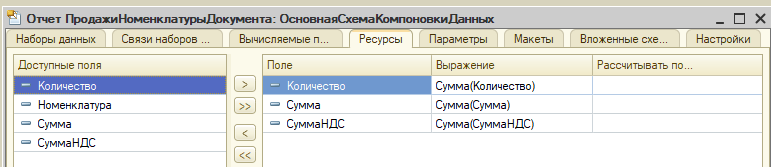 Отчет ПродажиНоменклатурыДокумента: ОсновнаяСхемаКомпоновкиДанных
Наборы данных Связи наборов ... Вычисляемые п... Ресурсы Параметры Макеты Вложенные схе... Настройки
Доступные поля Поле Выражение Рассчитывать по...
Количество > Количество Сумма(Количество)
Номенклатура >> Сумма Сумма(Сумма)
Сумма < СуммаНДС Сумма(СуммаНДС)
СуммаНДС <<